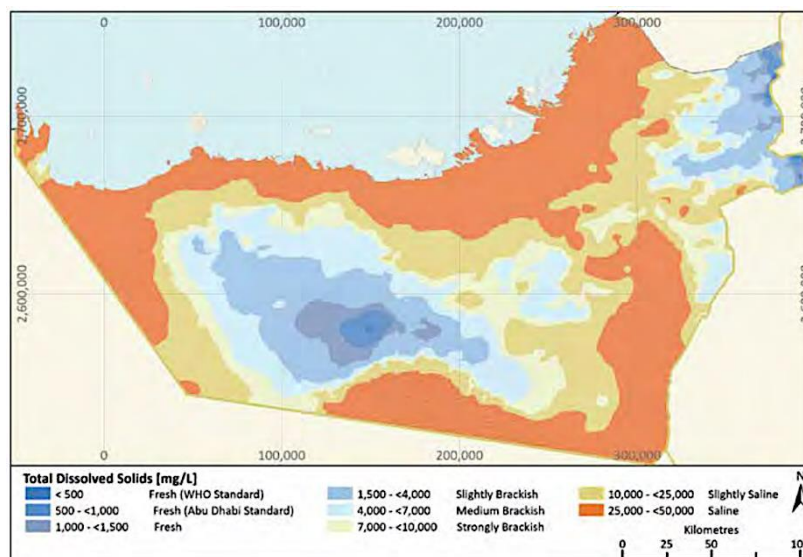 0 100,000 200,000 300,000
2,700,000
2,600,000
0 100,000 200,000 300,000
Total Dissolved Solids [mg/L]
< 500 Fresh (WHO Standard)
500 - <1,000 Fresh (Abu Dhabi Standard)
1,000 - <1,500 Fresh
1,500 - <4,000 Slightly Brackish
4,000 - <7,000 Medium Brackish
7,000 - <10,000 Strongly Brackish
10,000 - <25,000 Slightly Saline
25,000 - <50,000 Saline
N
Kilometres
0 25 50